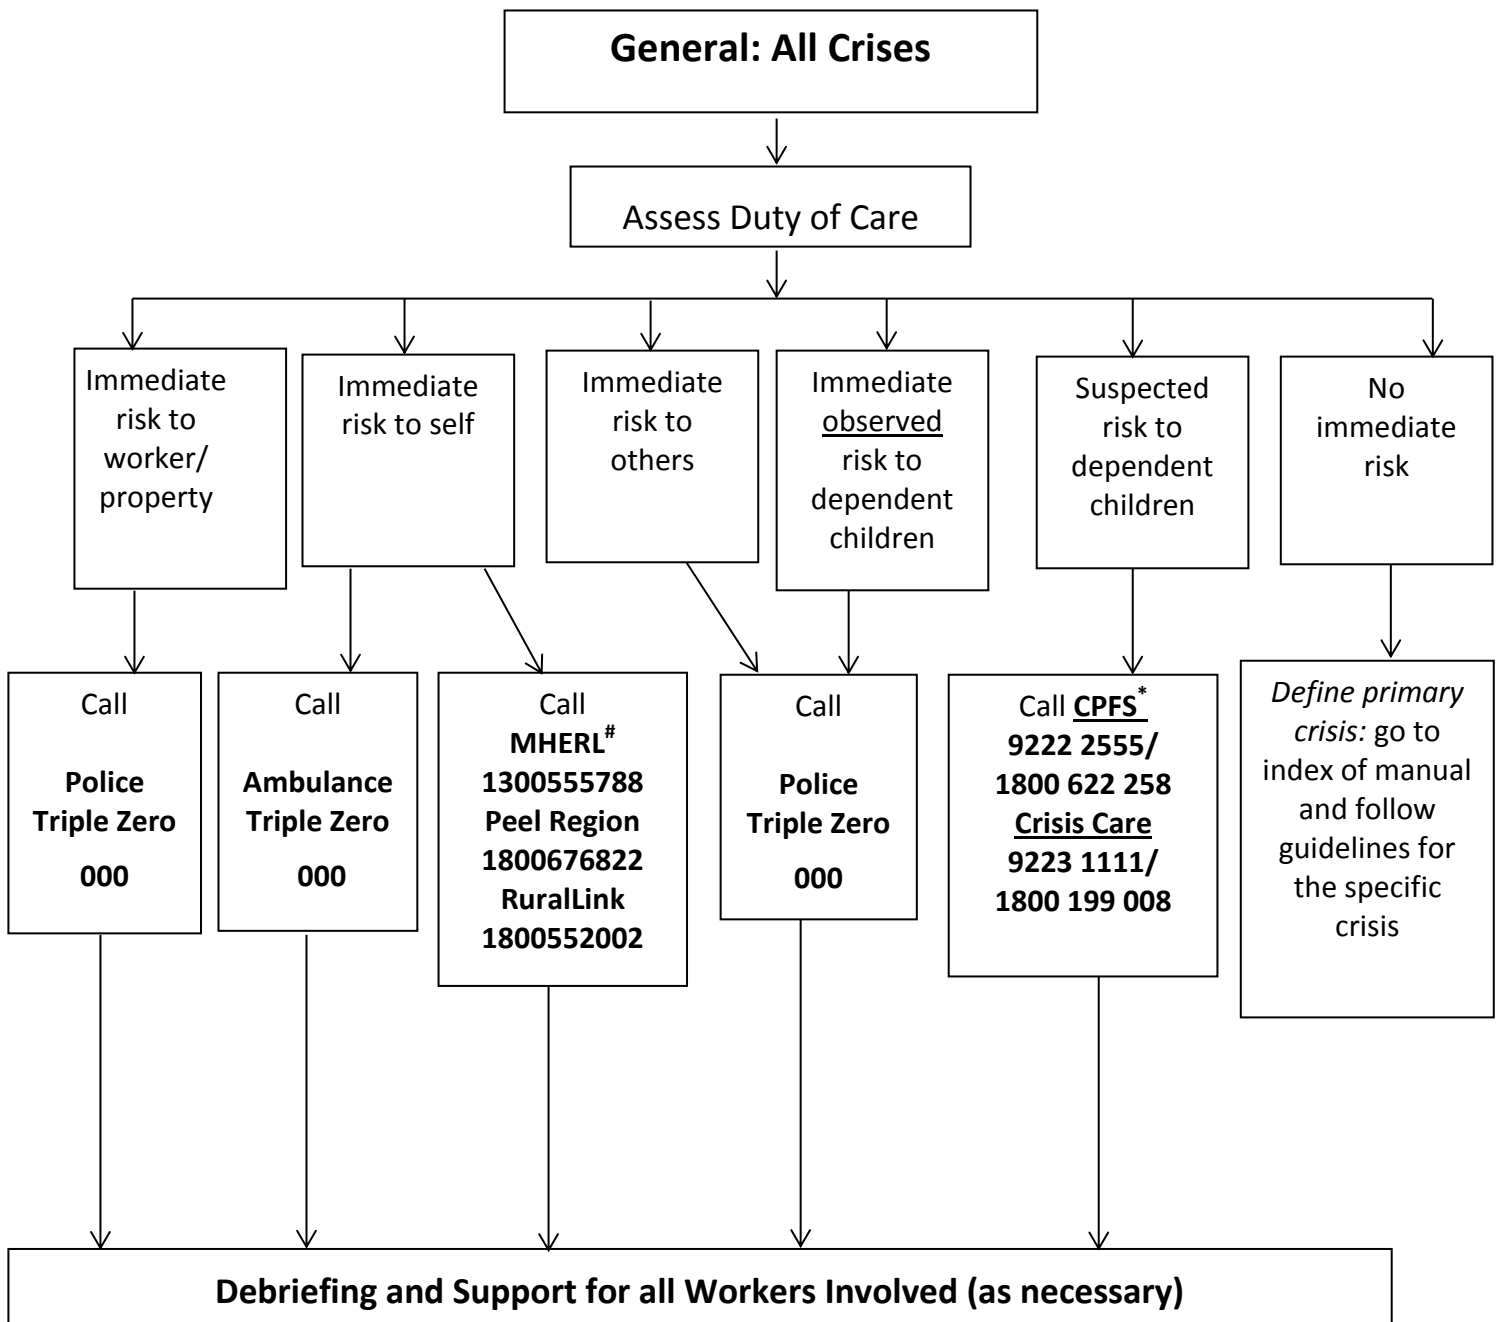 General: All Crises
Assess Duty of Care
Immediate
risk to
worker/
property
Immediate
risk to self
Immediate
risk to
others
Immediate
observed
risk to
dependent
children
Suspected
risk to
dependent
children
No
immediate
risk
Call
Police
Triple Zero
000
Call
Ambulance
Triple Zero
000
Call
MHERL#
1300555788
Peel Region
1800676822
RuralLink
1800552002
Call
Police
Triple Zero
000
Call CPFS*
9222 2555/
1800 622 258
Crisis Care
9223 1111/
1800 199 008
Define primary
crisis: go to
index of manual
and follow
guidelines for
the specific
crisis
Debriefing and Support for all Workers Involved (as necessary)